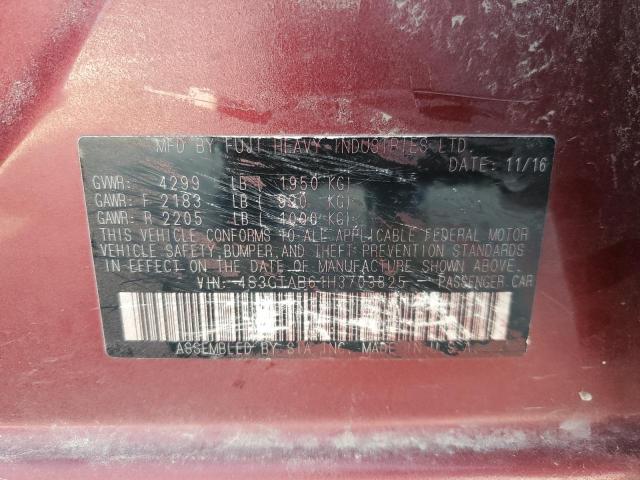 MFD BY FUJI HEAVY INDUSTRIES LTD.
DATE: 11/16
GVWR: 4299 LB ( 1950 KG)
GAWR: F 2183 LB ( 990 KG)
GAWR: R 2205 LB ( 1000 KG)
THIS VEHICLE CONFORMS TO ALL APPLICABLE FEDERAL MOTOR
VEHICLE SAFETY, BUMPER, AND THEFT PREVENTION STANDARDS
IN EFFECT ON THE DATE OF MANUFACTURE SHOWN ABOVE.
VIN: 4S3GTAB61H3703825 PASSENGER CAR
ASSEMBLED BY SIA, INC. MADE IN U.S.A.